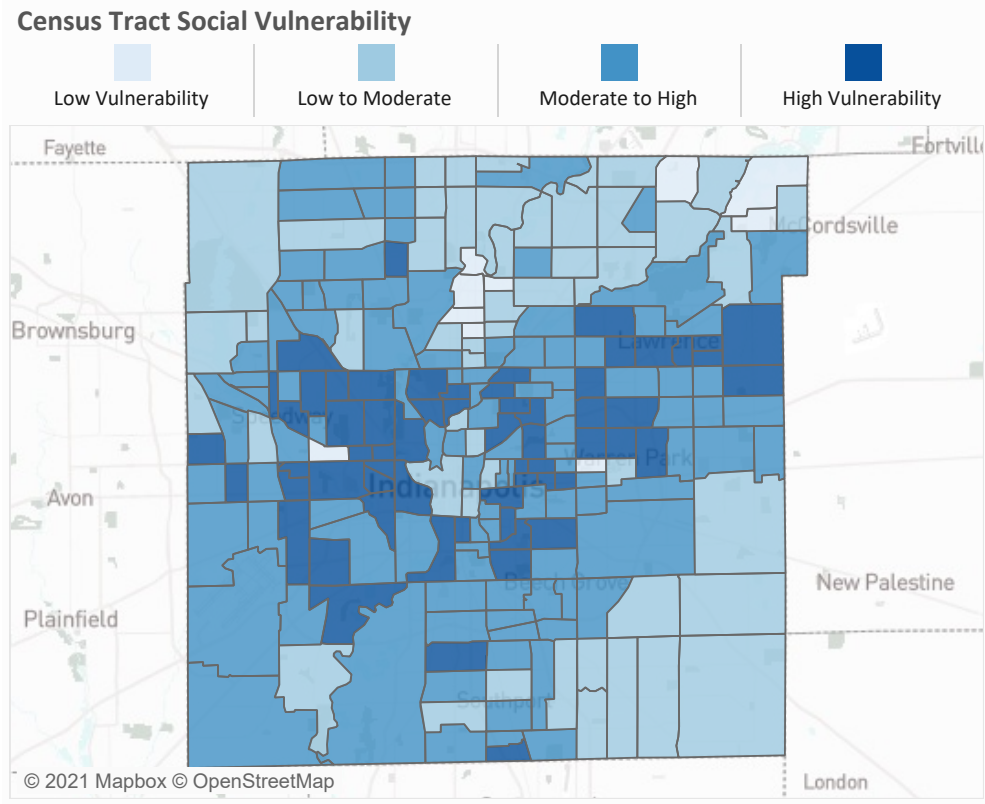 Census Tract Social Vulnerability
Low Vulnerability
Low to Moderate
Moderate to High
High Vulnerability
Fayette
McCordsville
Brownsburg
Lawrence
Speedway
Warren Park
Indianapolis
Avon
Beech Grove
New Palestine
Plainfield
Southport
© 2021 Mapbox © OpenStreetMap
London